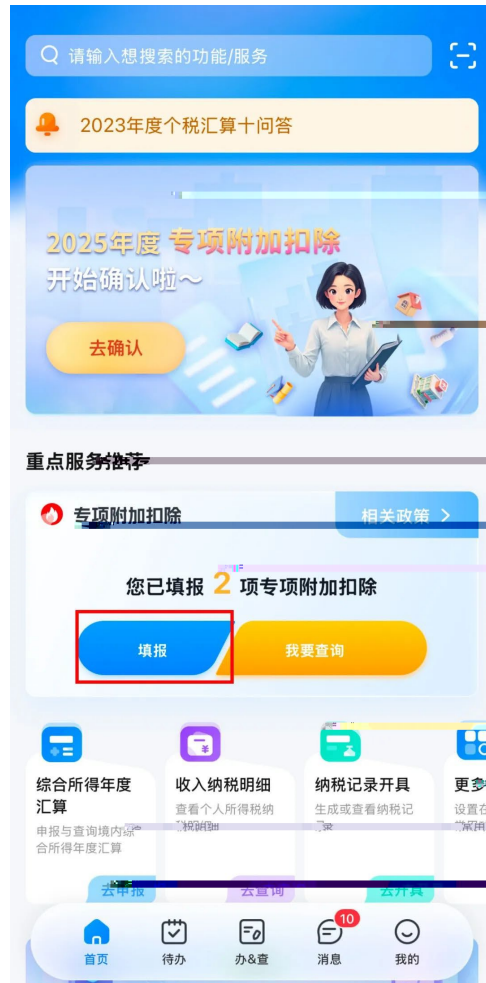 请输入想搜索的功能/服务
2023年度个税汇算十问答
2025年度 专项附加扣除
开始确认啦～
去确认
重点服务推荐
专项附加扣除
相关政策
您已填报 2 项专项附加扣除
填报
我要查询
综合所得年度
汇算
申报与查询境内综
合所得年度汇算
去申报
收入纳税明细
查看个人所得税纳
税明细
去查询
纳税记录开具
生成或查看纳税记
录
去开具
更多
设置在
10
首页
待办
办&查
消息
我的